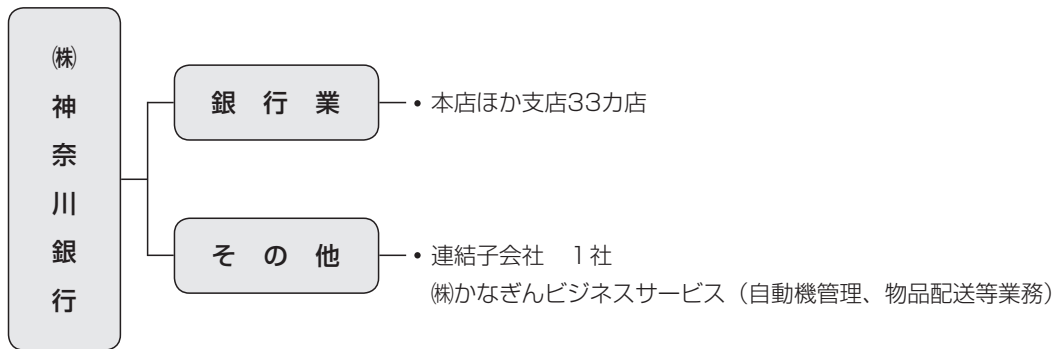 ㈱神奈川銀行
銀行業
• 本店ほか支店33カ店
その他
• 連結子会社　1社
㈱かなぎんビジネスサービス（自動機管理、物品配送等業務）